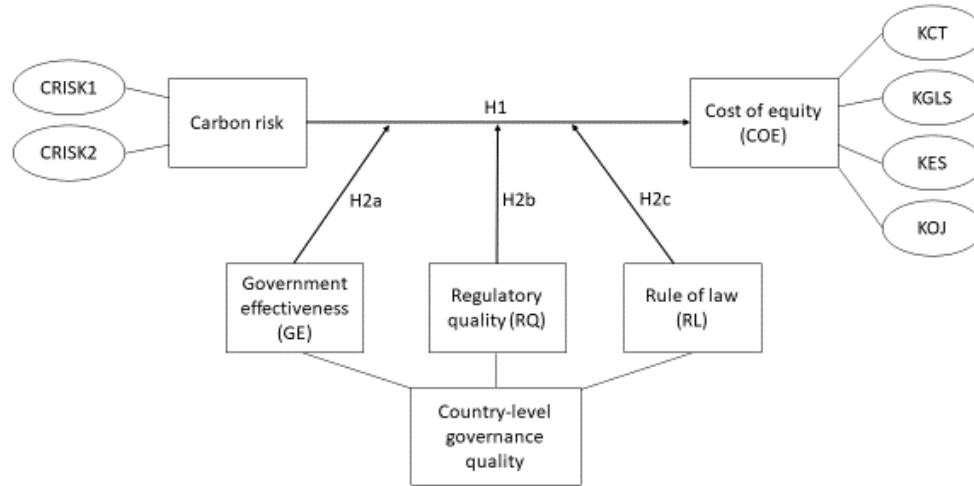 KCT
CRISK1
H1
KGLS
Carbon risk
Cost of equity
(COE)
CRISK2
KES
H2a
H2b
H2c
KOJ
Government
effectiveness
(GE)
Regulatory
quality (RQ)
Rule of law
(RL)
Country-level
governance
quality